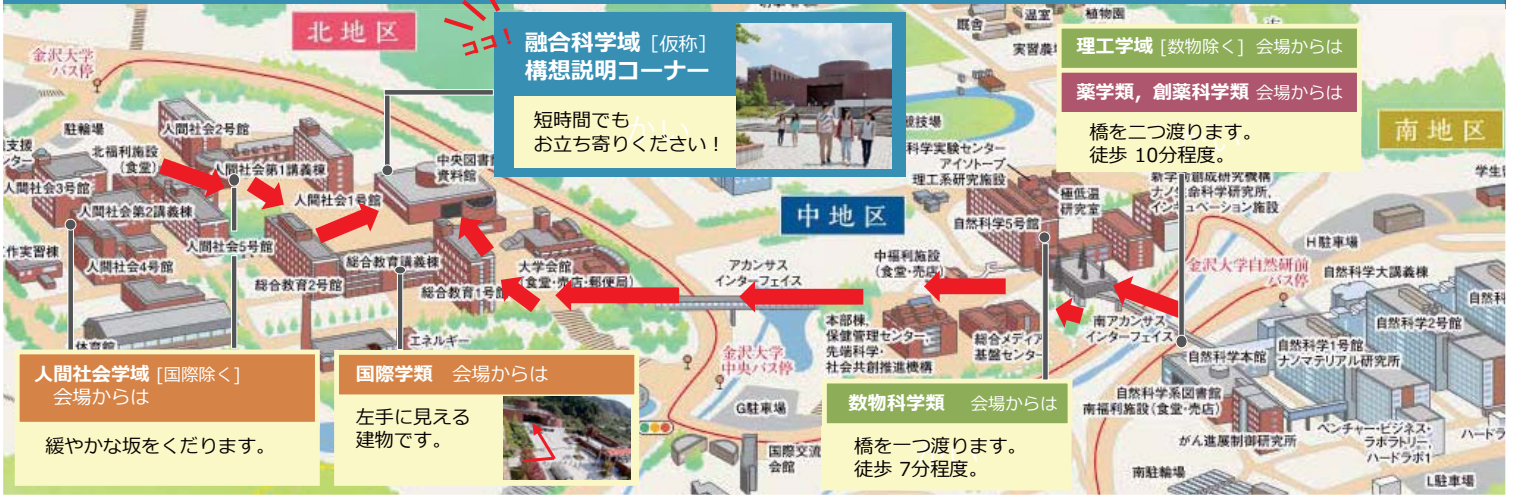 北地区
金沢大学
バス停
ココ!
融合科学域 [仮称]
構想説明コーナー
短時間でも
お立ち寄りください!
厩舎
温室
植物園
理工学域 [数物除く] 会場からは
薬学類, 創薬科学類 会場からは
橋を二つ渡ります。
徒歩 10分程度。
南地区
駐輪場
人間社会2号館
北福利施設
(食堂)
人間社会第1講義棟
人間社会3号館
人間社会1号館
人間社会第2講義棟
人間社会5号館
人間社会4号館
作実習棟
中央図書
資料館
総合教育講義棟
総合教育2号館
総合教育1号館
大学会館
(食堂・売店・郵便局)
体育館
エネルギー
中地区
アカンサス
インターフェイス
科学実験センター
アイソトープ
理工系研究施設
極低温
研究室
自然科学5号館
中福利施設
(食堂・売店)
本部棟,
保健管理センター,
先端科学・
社会共創推進機構
総合メディア
基盤センター
南アカンサス
インターフェイス
金沢大学
中央バス停
G駐車場
国際交流
会館
H駐車場
金沢大学自然研前
バス停
自然科学大講義棟
自然科学2号館
自然科学1号館
ナノマテリアル研究所
自然科学本館
自然科学系図書館
南福利施設(食堂・売店)
がん進展制御研究所
ベンチャー・ビジネス・
ラボラトリー,
ハードラボ1
南駐輪場
L駐車場
人間社会学域 [国際除く]
会場からは
緩やかな坂をくだります。
国際学類 会場からは
左手に見える
建物です。
数物科学類 会場からは
橋を一つ渡ります。
徒歩 7分程度。